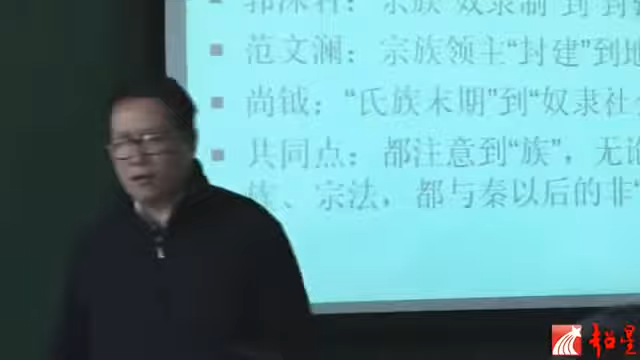 郭沫若：宗族“奴隶制”到“封建
范文澜：宗族领主“封建”到地
尚钺：“氏族末期”到“奴隶社
共同点：都注意到“族”，无论
族、宗法，都与秦以后的非
超星